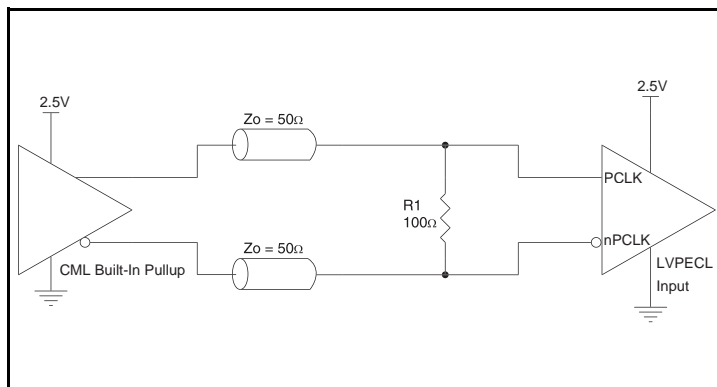 2.5V
2.5V
Zo = 50Ω
PCLK
R1
100Ω
Zo = 50Ω
nPCLK
CML Built-In Pullup
LVPECL
Input